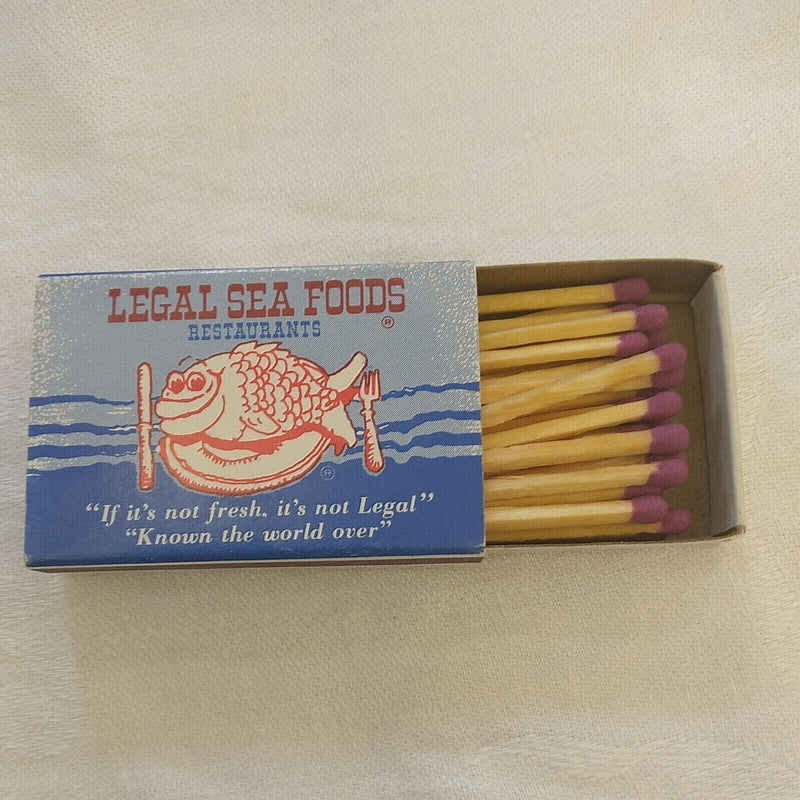 LEGAL SEA FOODS
RESTAURANTS ®
®
“If it's not fresh. it's not Legal”
“Known the world over”